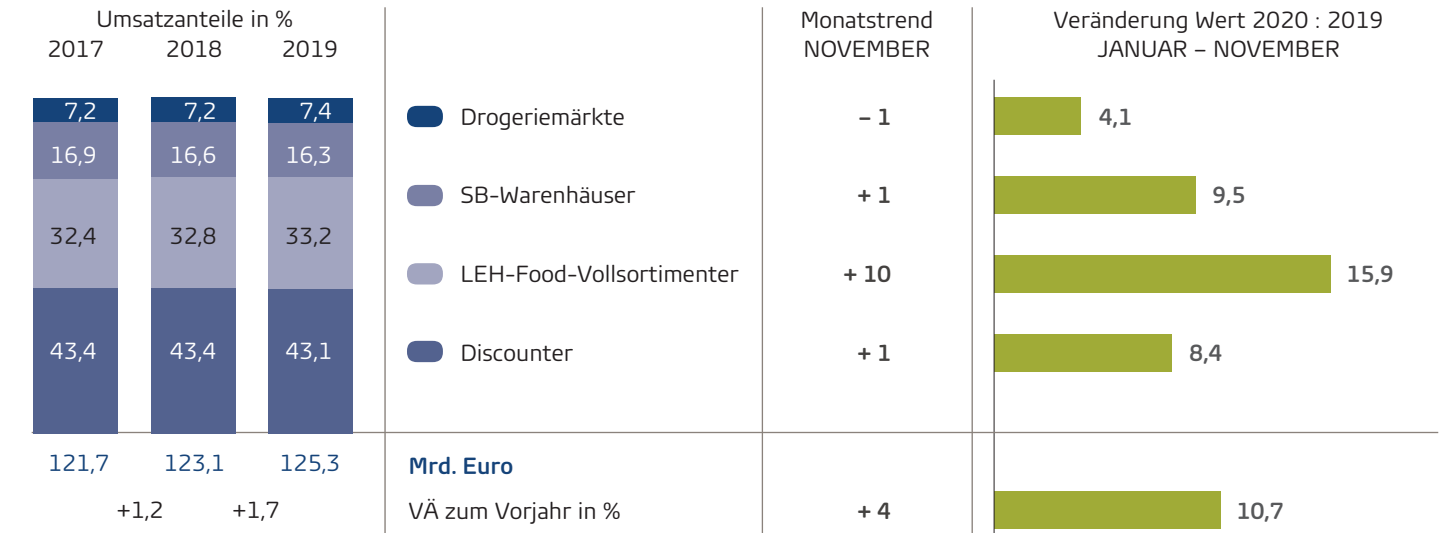 Umsatzanteile in %
2017 2018 2019
Monatstrend
NOVEMBER
Veränderung Wert 2020 : 2019
JANUAR – NOVEMBER
7,2 7,2 7,4 Drogeriemärkte – 1 4,1
16,9 16,6 16,3 SB-Warenhäuser + 1 9,5
32,4 32,8 33,2 LEH-Food-Vollsortimenter + 10 15,9
43,4 43,4 43,1 Discounter + 1 8,4
121,7 123,1 125,3 Mrd. Euro
+1,2 +1,7 VÄ zum Vorjahr in % + 4 10,7